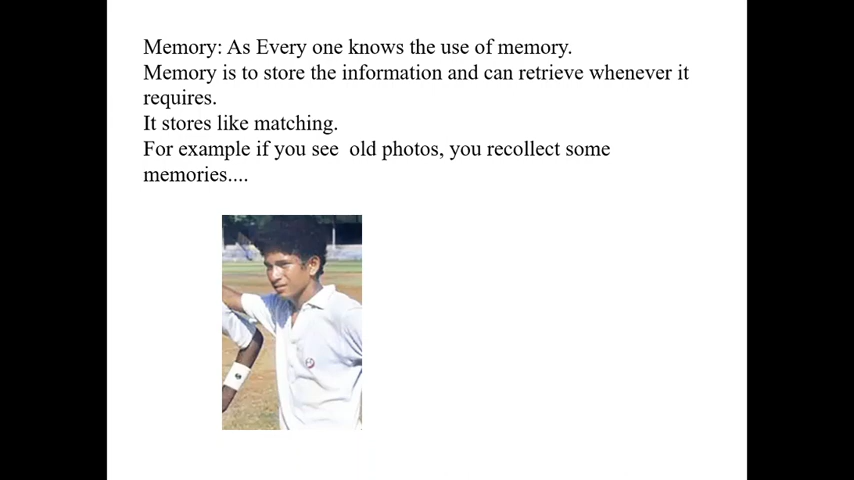 Memory: As Every one knows the use of memory.
Memory is to store the information and can retrieve whenever it
requires.
It stores like matching.
For example if you see  old photos, you recollect some
memories....